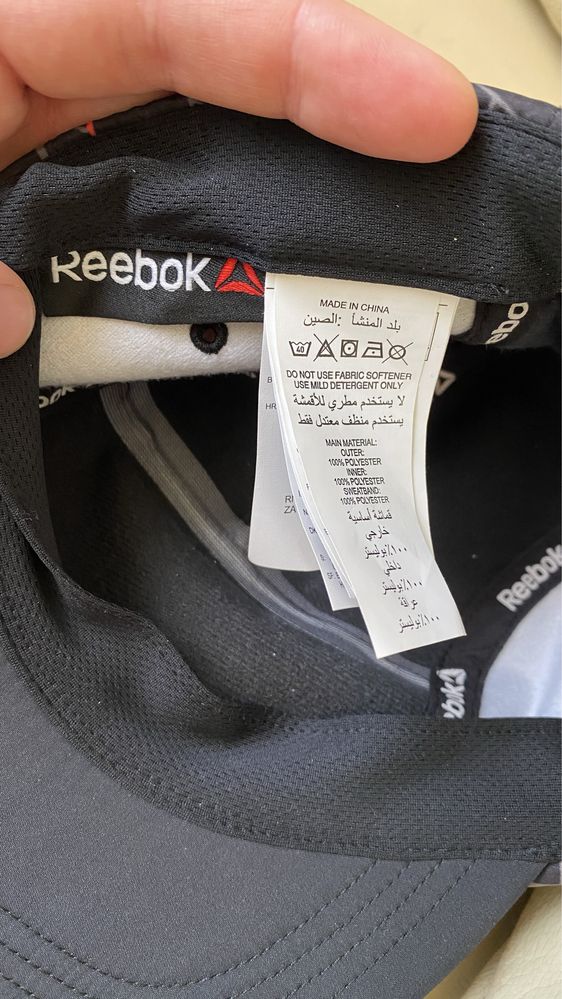 Reebok
MADE IN CHINA
بلد المنشأ: الصين
40
DO NOT USE FABRIC SOFTENER
USE MILD DETERGENT ONLY
لا يستخدم مطري للأقمشة
يستخدم منظف معتدل فقط
MAIN MATERIAL:
OUTER:
100% POLYESTER
INNER:
100% POLYESTER
SWEATBAND:
100% POLYESTER
قماشة أساسية
خارجي
١٠٠٪ بوليستر
داخلي
١٠٠٪ بوليستر
عراقة
١٠٠٪ بوليستر
Reebok